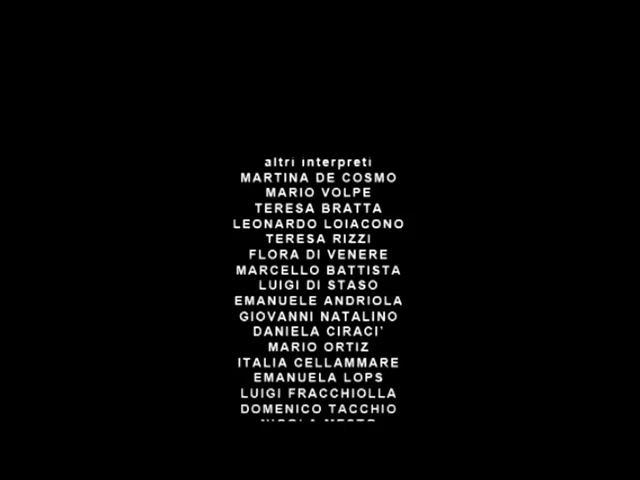 altri interpreti
MARTINA DE COSMO
MARIO VOLPE
TERESA BRATTA
LEONARDO LOIACONO
TERESA RIZZI
FLORA DI VENERE
MARCELLO BATTISTA
LUIGI DI STASO
EMANUELE ANDRIOLA
GIOVANNI NATALINO
DANIELA CIRACI'
MARIO ORTIZ
ITALIA CELLAMMARE
EMANUELA LOPS
LUIGI FRACCHIOLLA
DOMENICO TACCHIO